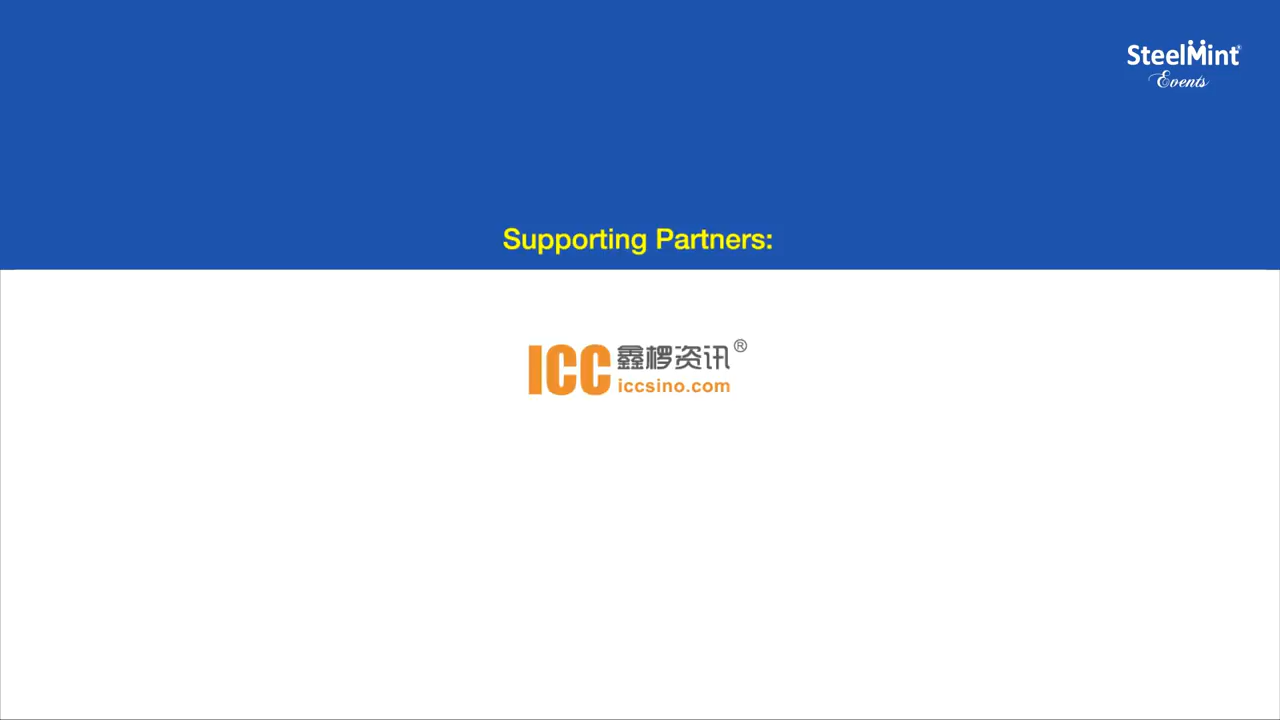 SteelMint®
Events
Supporting Partners:
ICC 鑫椤资讯®
iccsino.com